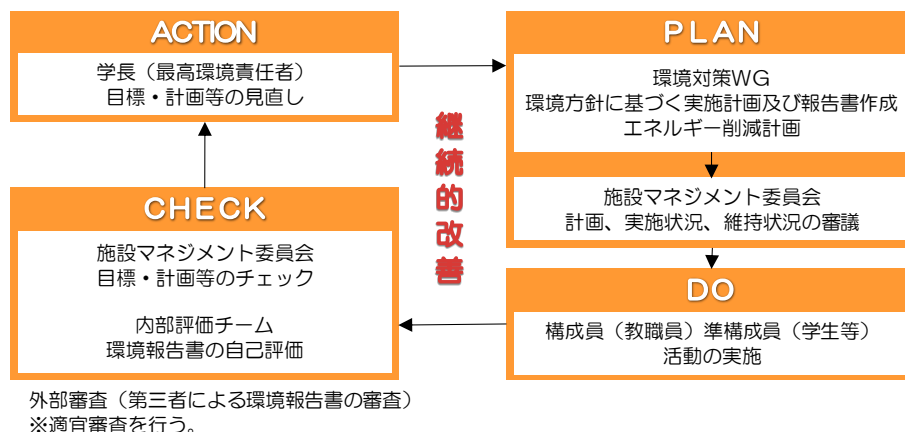 ACTION
学長（最高環境責任者）
目標・計画等の見直し
PLAN
環境対策WG
環境方針に基づく実施計画及び報告書作成
エネルギー削減計画
施設マネジメント委員会
計画、実施状況、維持状況の審議
DO
構成員（教職員）準構成員（学生等）
活動の実施
CHECK
施設マネジメント委員会
目標・計画等のチェック
内部評価チーム
環境報告書の自己評価
継続的改善
外部審査（第三者による環境報告書の審査）
※適宜審査を行う。